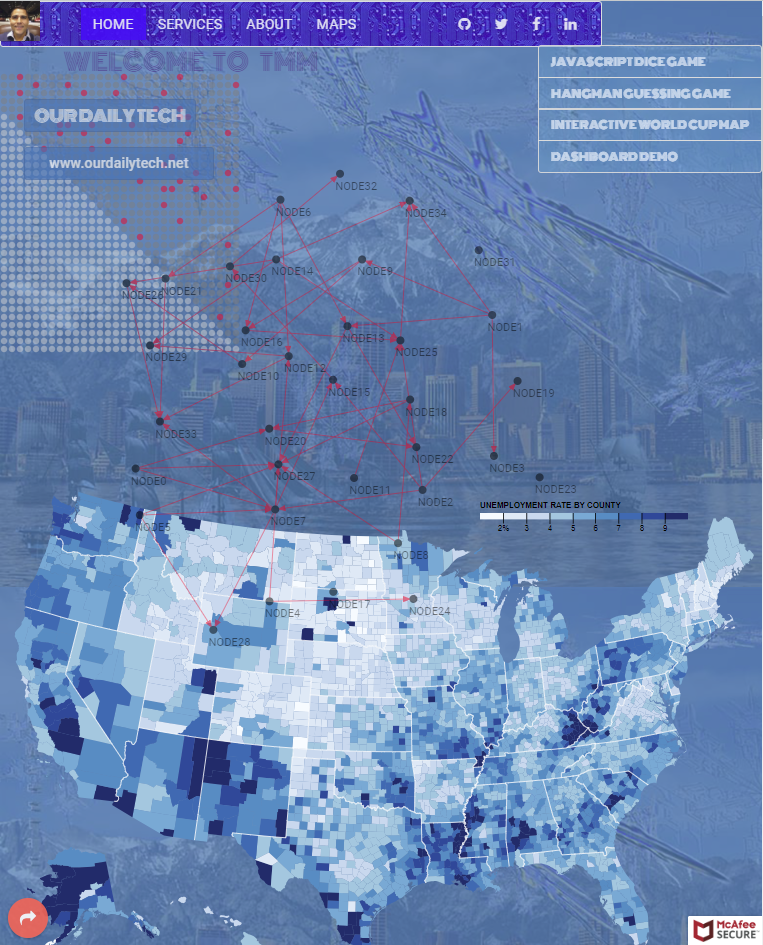 HOME SERVICES ABOUT MAPS
WELCOME TO TMM
JAVASCRIPT DICE GAME
HANGMAN GUESSING GAME
INTERACTIVE WORLD CUP MAP
DASHBOARD DEMO
OURDAILYTECH
www.ourdailytech.net
NODE32
NODE6
NODE34
NODE31
NODE14
NODE9
NODE30
NODE21
NODE26
NODE1
NODE13
NODE16
NODE25
NODE29
NODE12
NODE10
NODE15
NODE19
NODE18
NODE33
NODE20
NODE22
NODE3
NODE0
NODE27
NODE11
NODE23
NODE2
NODE7
NODE5
UNEMPLOYMENT RATE BY COUNTY
2% 3 4 5 6 7 8 9
NODE8
NODE17
NODE4
NODE24
NODE28
McAfee
SECURE